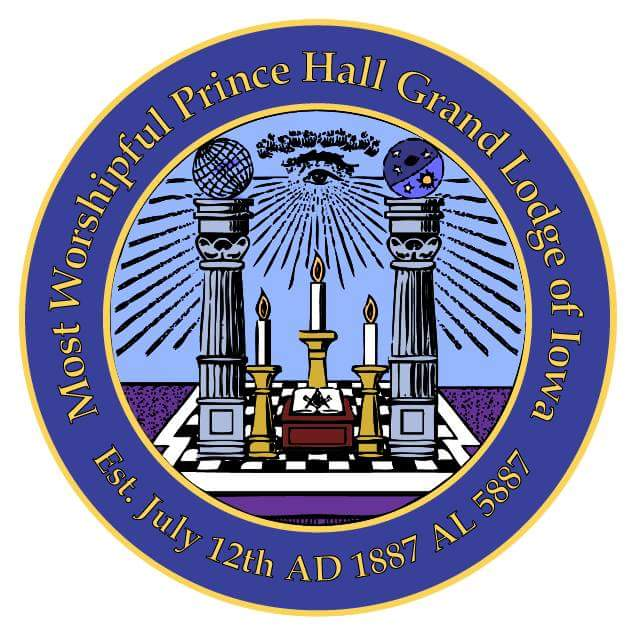 Most Worshipful Prince Hall Grand Lodge of Iowa
Est. July 12th AD 1887 AL 5887